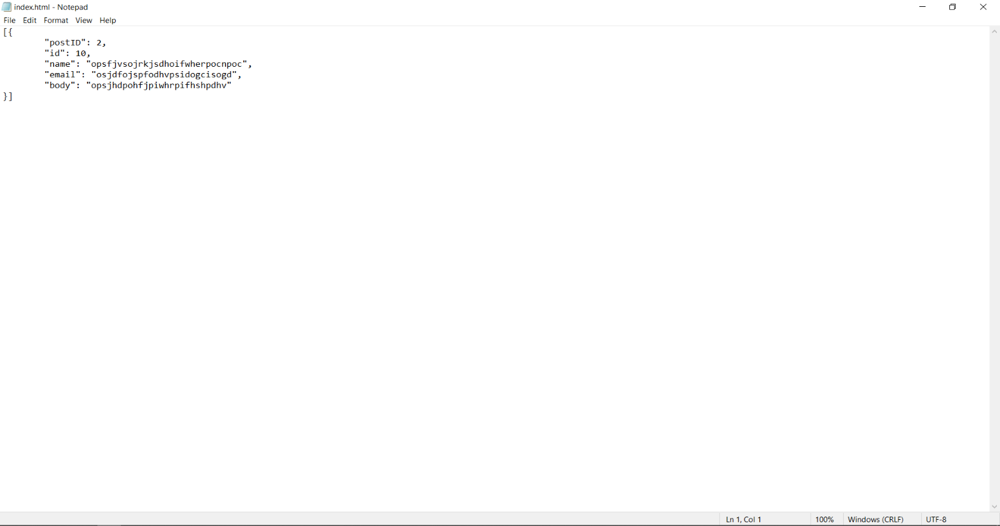 index.html - Notepad
File Edit Format View Help
[{
"postID": 2,
"id": 10,
"name": "opsfjvsojrkjsdhoifwherpocnpoc",
"email": "osjdfojspfodhvpsidogcisogd",
"body": "opsjhdpohfjpiwhrpifhshpdhv"
}]
Ln 1, Col 1 100% Windows (CRLF) UTF-8